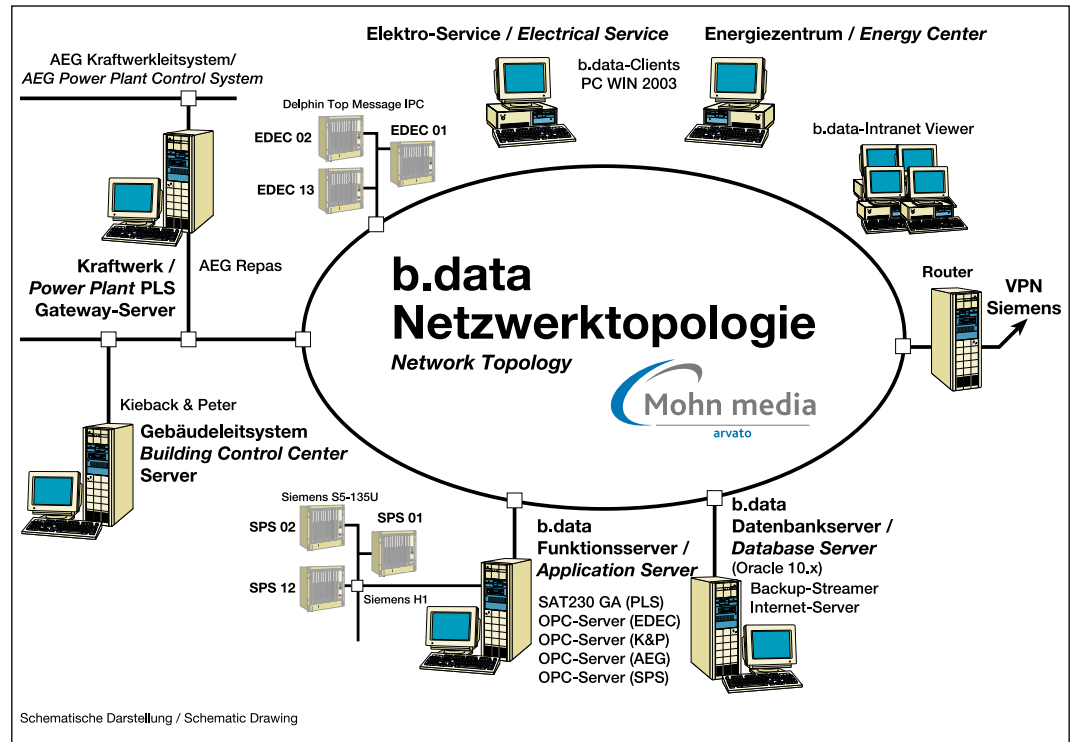 Elektro-Service / Electrical Service
Energiezentrum / Energy Center
AEG Kraftwerkleitsystem/
AEG Power Plant Control System
b.data-Clients
PC WIN 2003
Delphin Top Message IPC
EDEC 02
EDEC 01
EDEC 13
b.data-Intranet Viewer
Kraftwerk /
Power Plant PLS
Gateway-Server
AEG Repas
b.data
Netzwerktopologie
Network Topology
Mohn media
arvato
Router
VPN
Siemens
Kieback & Peter
Gebäudeleitsystem
Building Control Center
Server
Siemens S5-135U
SPS 02
SPS 01
SPS 12
Siemens H1
b.data
Funktionsserver /
Application Server
SAT230 GA (PLS)
OPC-Server (EDEC)
OPC-Server (K&P)
OPC-Server (AEG)
OPC-Server (SPS)
b.data
Datenbankserver /
Database Server
(Oracle 10.x)
Backup-Streamer
Internet-Server
Schematische Darstellung / Schematic Drawing